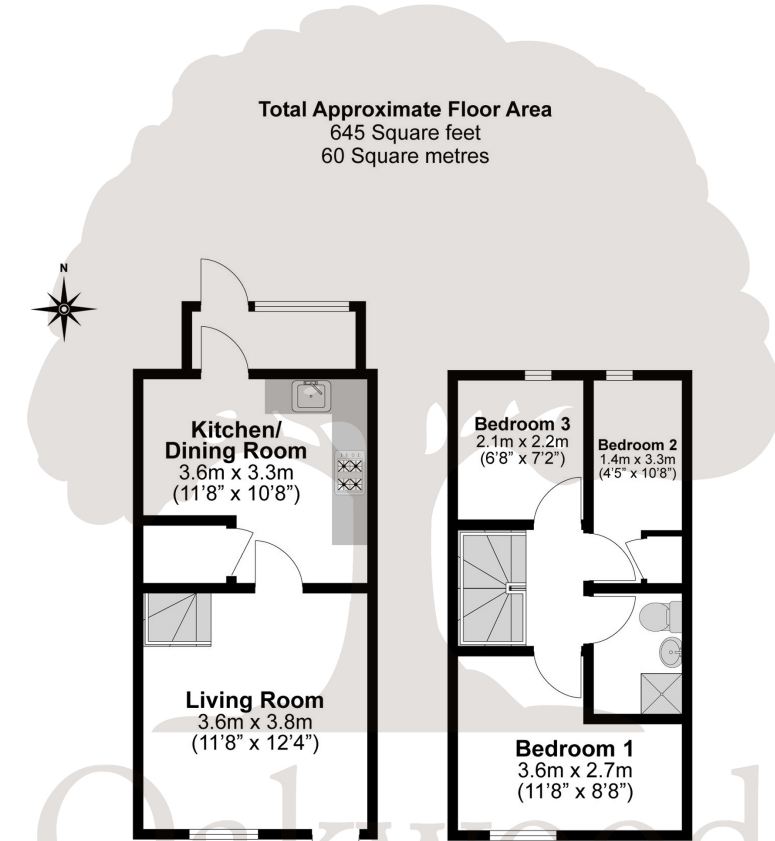 Total Approximate Floor Area
645 Square feet
60 Square metres
N
Kitchen/
Dining Room
3.6m x 3.3m
(11'8" x 10'8")
Bedroom 3
2.1m x 2.2m
(6'8" x 7'2")
Bedroom 2
1.4m x 3.3m
(4'5" x 10'8")
Living Room
3.6m x 3.8m
(11'8" x 12'4")
Bedroom 1
3.6m x 2.7m
(11'8" x 8'8")
Oakwood